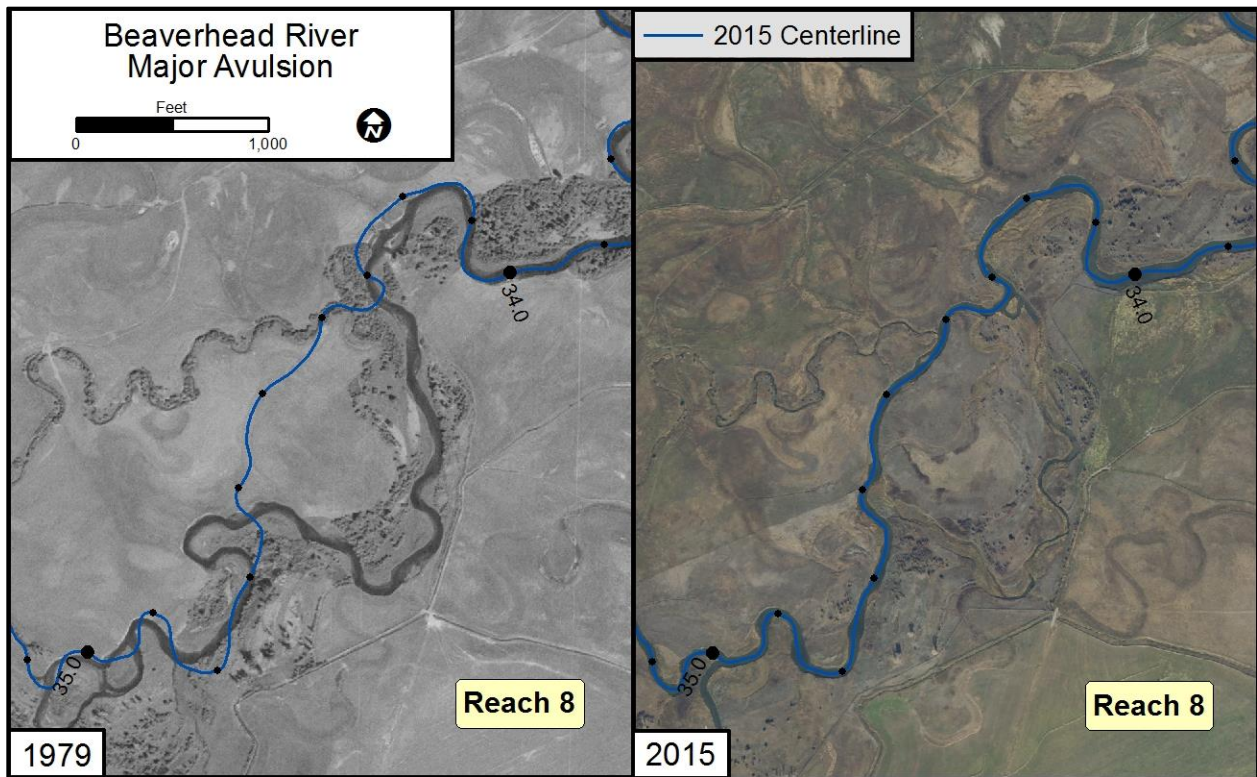 Beaverhead River
Major Avulsion
Feet
0 1,000
N
34.0
35.0
Reach 8
1979
2015 Centerline
34.0
35.0
Reach 8
2015